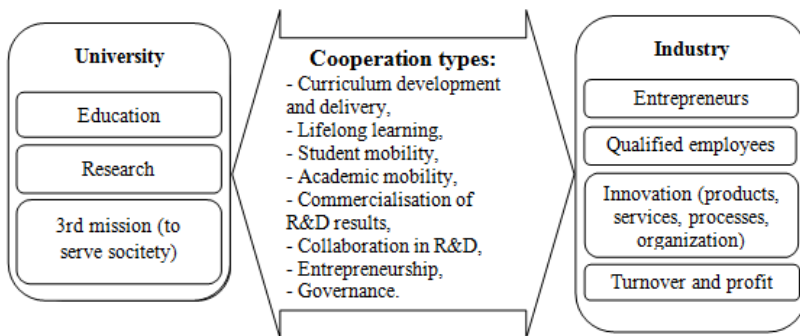 University
Education
Research
3rd mission (to
serve socitety)
Cooperation types:
- Curriculum development
and delivery,
- Lifelong learning,
- Student mobility,
- Academic mobility,
- Commercialisation of
R&D results,
- Collaboration in R&D,
- Entrepreneurship,
- Governance.
Industry
Entrepreneurs
Qualified employees
Innovation (products,
services, processes,
organization)
Turnover and profit